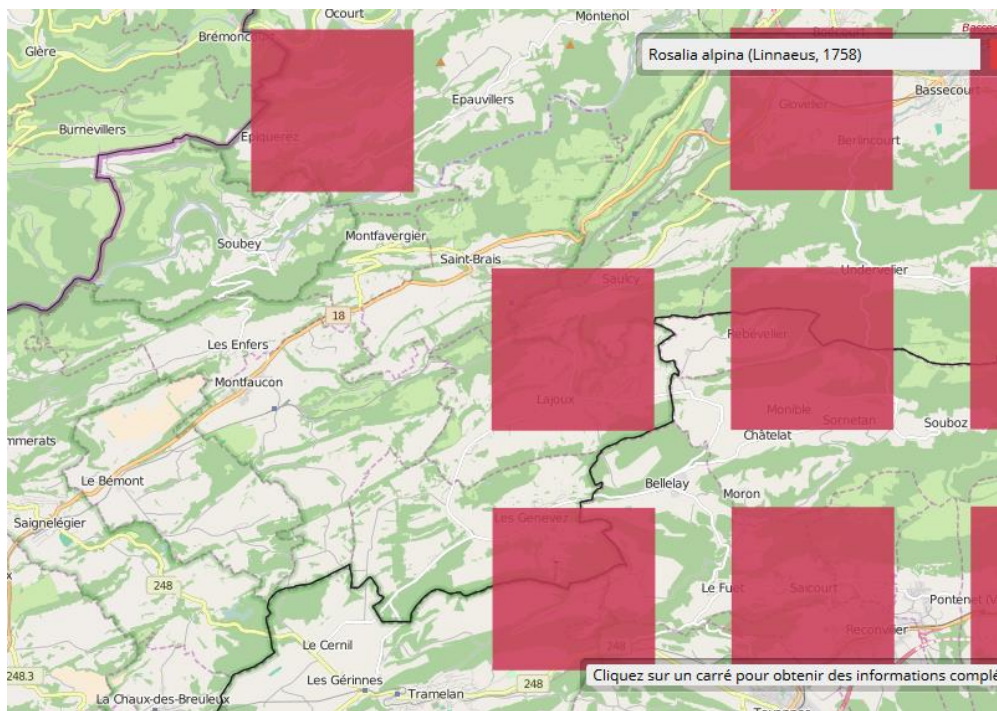 Ocourt
Montenol
Glère
Rosalia alpina (Linnaeus, 1758)
Bassecourt
Epauvillers
Glovelier
Burnevillers
Epiquerez
Berlincourt
Soubey
Montfavergier
Saint-Brais
Undervelier
Saulcy
18
Les Enfers
Rebévelier
Montfaucon
Lajoux
Monible
Sornetan
Souboz
Châtelat
Le Bémont
Bellelay
Moron
Saignelégier
Les Genevez
248
Le Fuet
Saicourt
Pontenet (V
Reconvilier
Le Cernil
248
248.3
Les Gérinnes
248
Cliquez sur un carré pour obtenir des informations complé
La Chaux-des-Breuleux
Tramelan